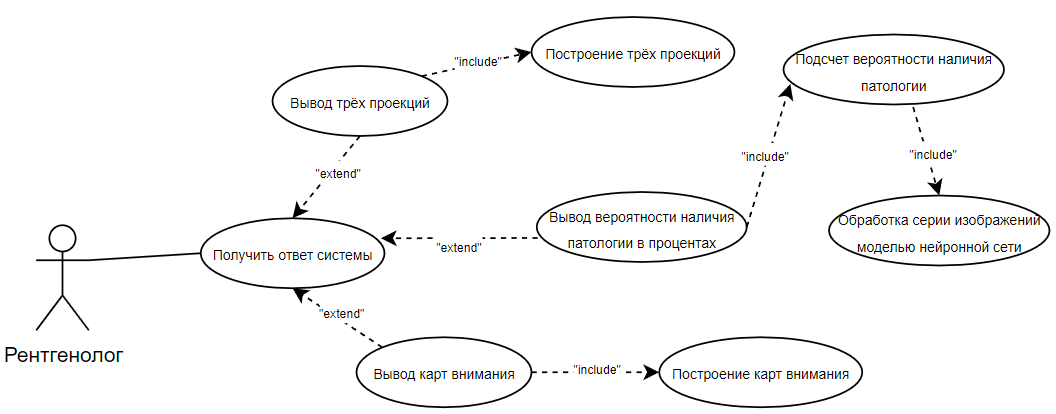 "include"
Построение трёх проекций
Вывод трёх проекций
"extend"
Подсчет вероятности наличия
патологии
"include"
"include"
Вывод вероятности наличия
патологии в процентах
Обработка серии изображений
моделью нейронной сети
"extend"
Получить ответ системы
"extend"
Рентгенолог
Вывод карт внимания
"include"
Построение карт внимания